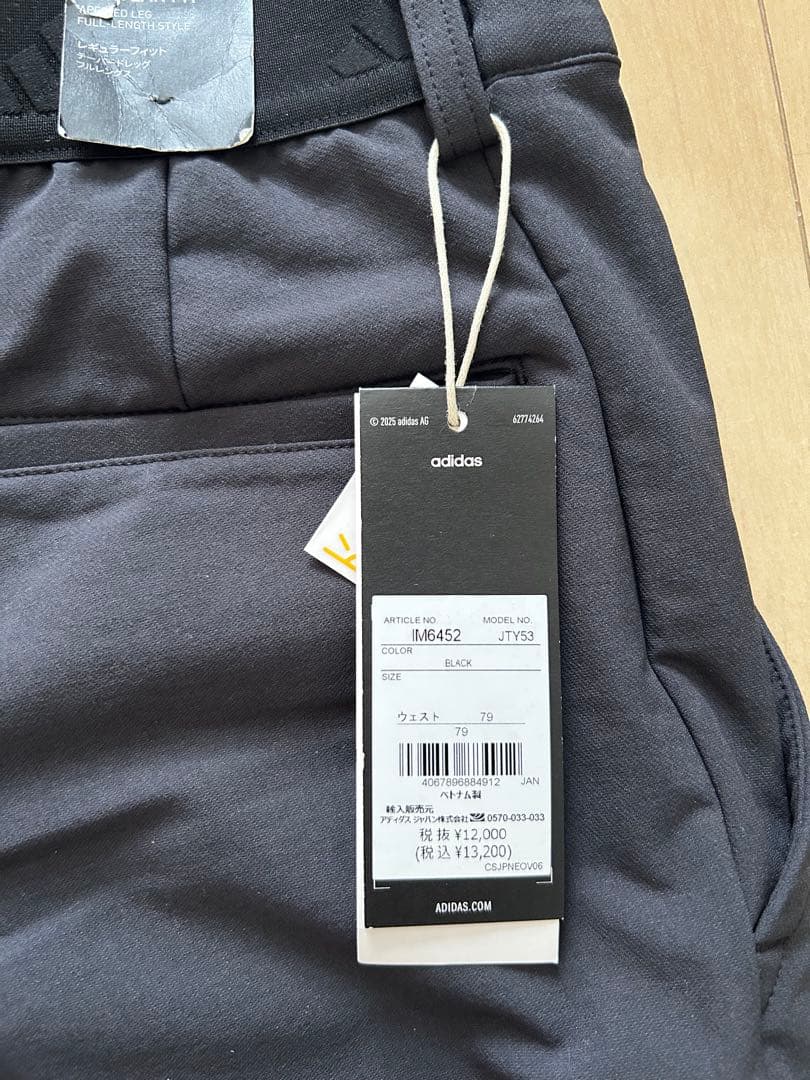 TAPERED LEG
FULL-LENGTH STYLE
レギュラーフィット
テーパードレッグ
フルレングス
© 2025 adidas AG
62774264
adidas
ARTICLE NO.
MODEL NO.
IM6452
JTY53
COLOR
BLACK
SIZE
ウェスト 79
79
4067896884912 JAN
ベトナム製
輸入販売元
アディダス ジャパン株式会社 0570-033-033
税抜 ¥12,000
(税込 ¥13,200)
CSJPNEOV06
ADIDAS.COM